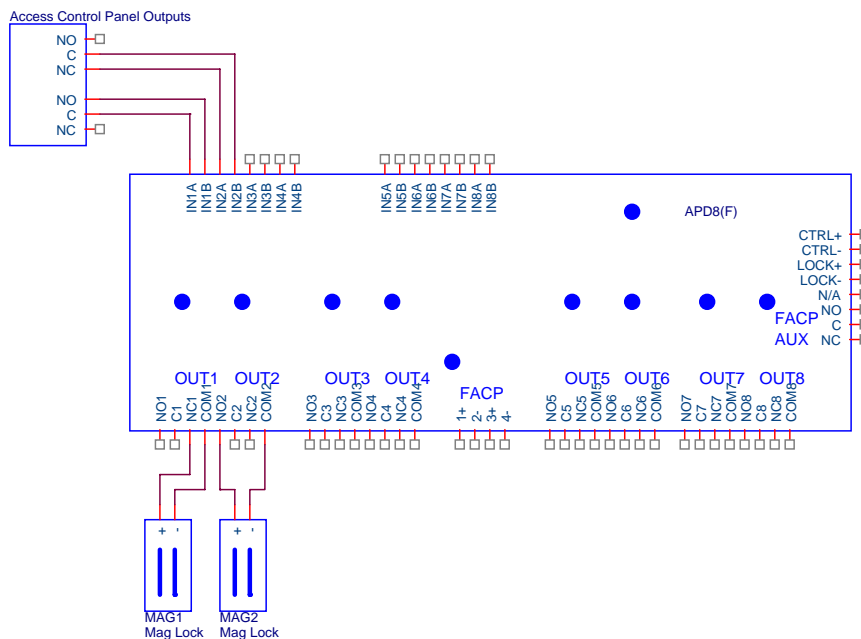 Access Control Panel Outputs
NO
C
NC
NO
C
NC
IN1A
IN1B
IN2A
IN2B
IN3A
IN3B
IN4A
IN4B
IN5A
IN5B
IN6A
IN6B
IN7A
IN7B
IN8A
IN8B
APD8(F)
CTRL+
CTRL-
LOCK+
LOCK-
N/A
NO
C
NC
FACP
AUX
OUT1
OUT2
OUT3
OUT4
FACP
OUT5
OUT6
OUT7
OUT8
NO1
C1
NC1
COM1
NO2
C2
NC2
COM2
NO3
C3
NC3
COM3
NO4
C4
NC4
COM4
1+
2-
3+
4-
NO5
C5
NC5
COM5
NO6
C6
NC6
COM6
NO7
C7
NC7
COM7
NO8
C8
NC8
COM8
+
-
+
-
MAG1
Mag Lock
MAG2
Mag Lock